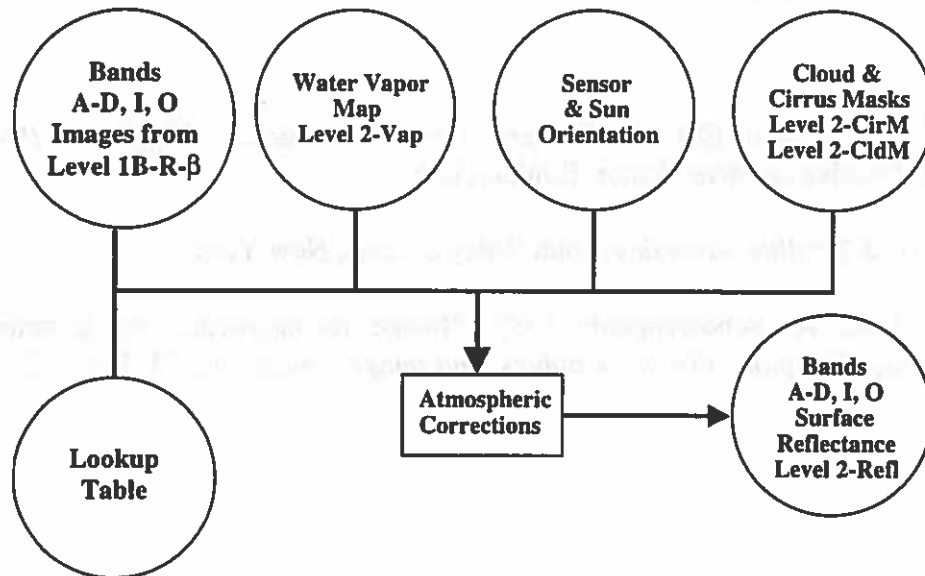 Bands
A-D, I, O
Images from
Level 1B-R-β
Water Vapor
Map
Level 2-Vap
Sensor
& Sun
Orientation
Cloud &
Cirrus Masks
Level 2-CirM
Level 2-CldM
Lookup
Table
Atmospheric
Corrections
Bands
A-D, I, O
Surface
Reflectance
Level 2-Refl